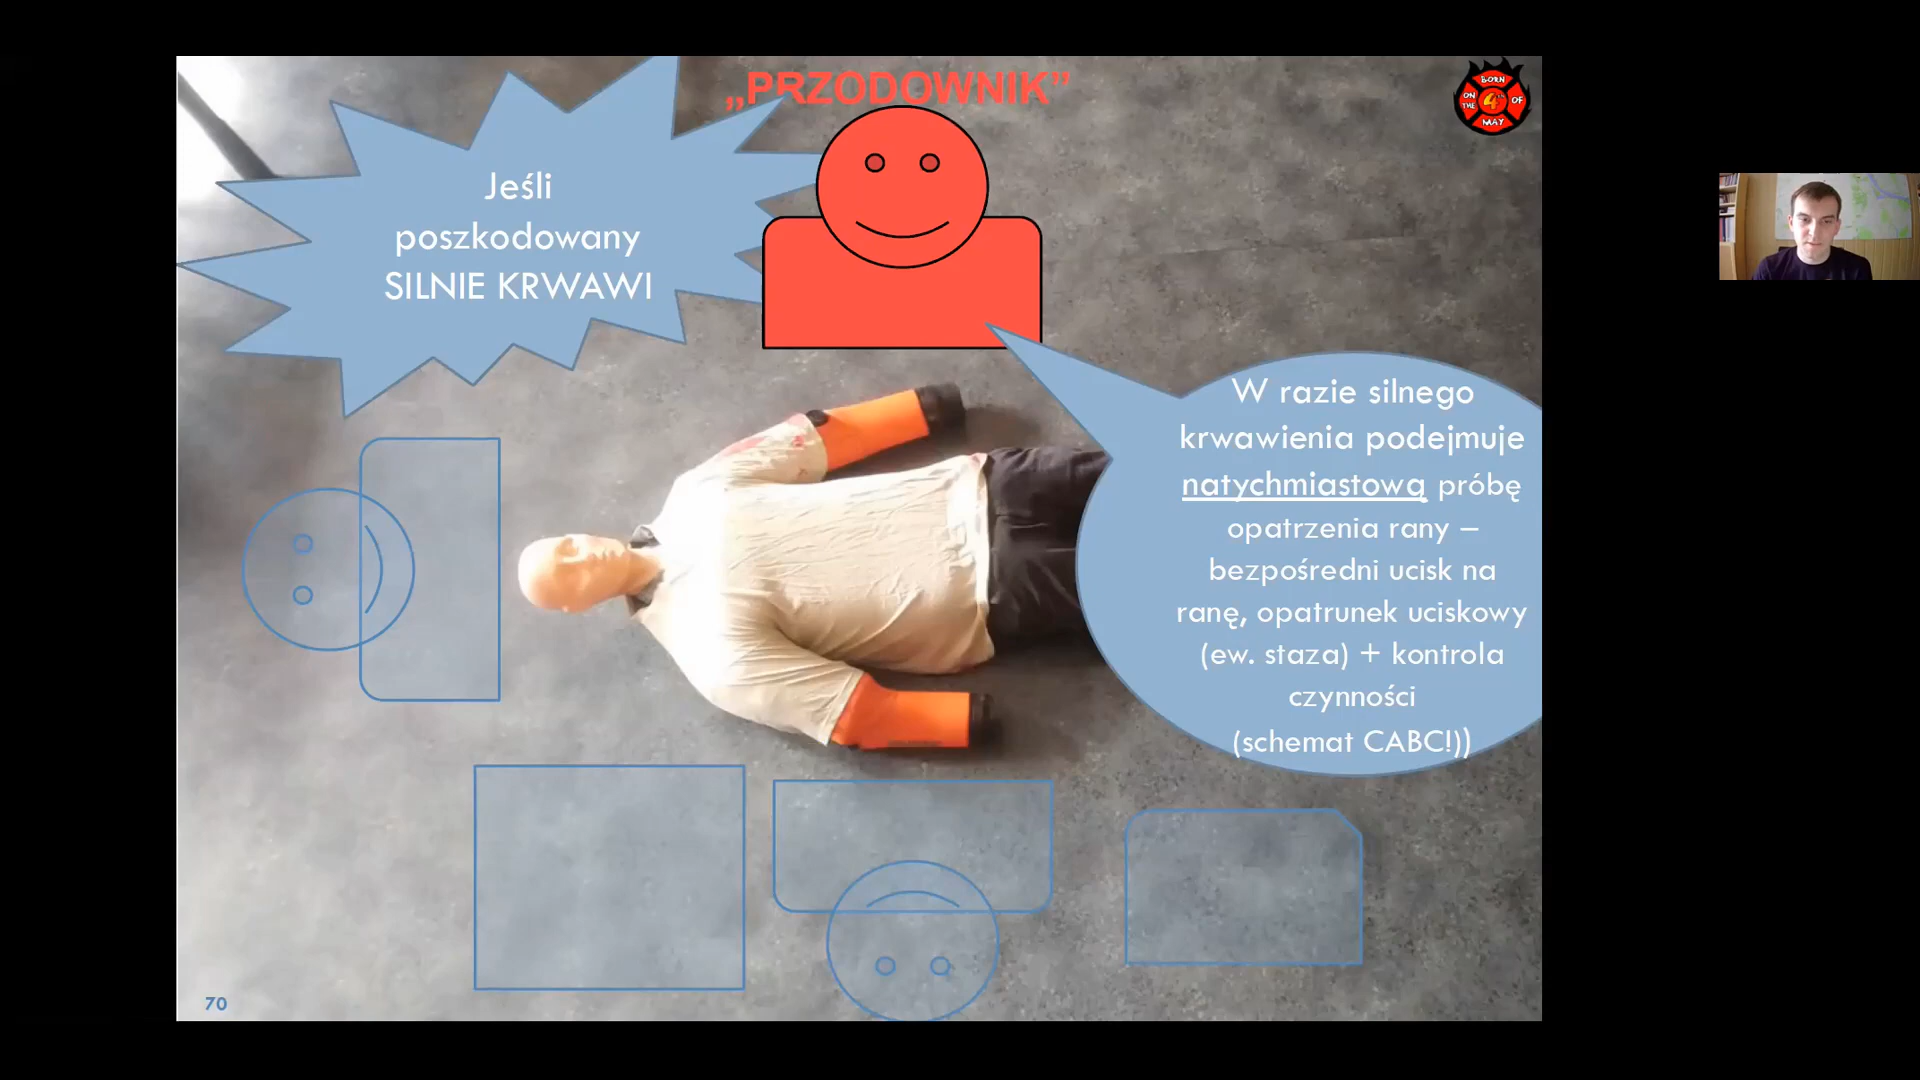 „PRZODOWNIK”
BORN
ON THE 4TH OF
MAY
Jeśli
poszkodowany
SILNIE KRWAWI
W razie silnego
krwawienia podejmuje
natychmiastową próbę
opatrzenia rany –
bezpośredni ucisk na
ranę, opatrunek uciskowy
(ew. staza) + kontrola
czynności
(schemat CABC!))
70